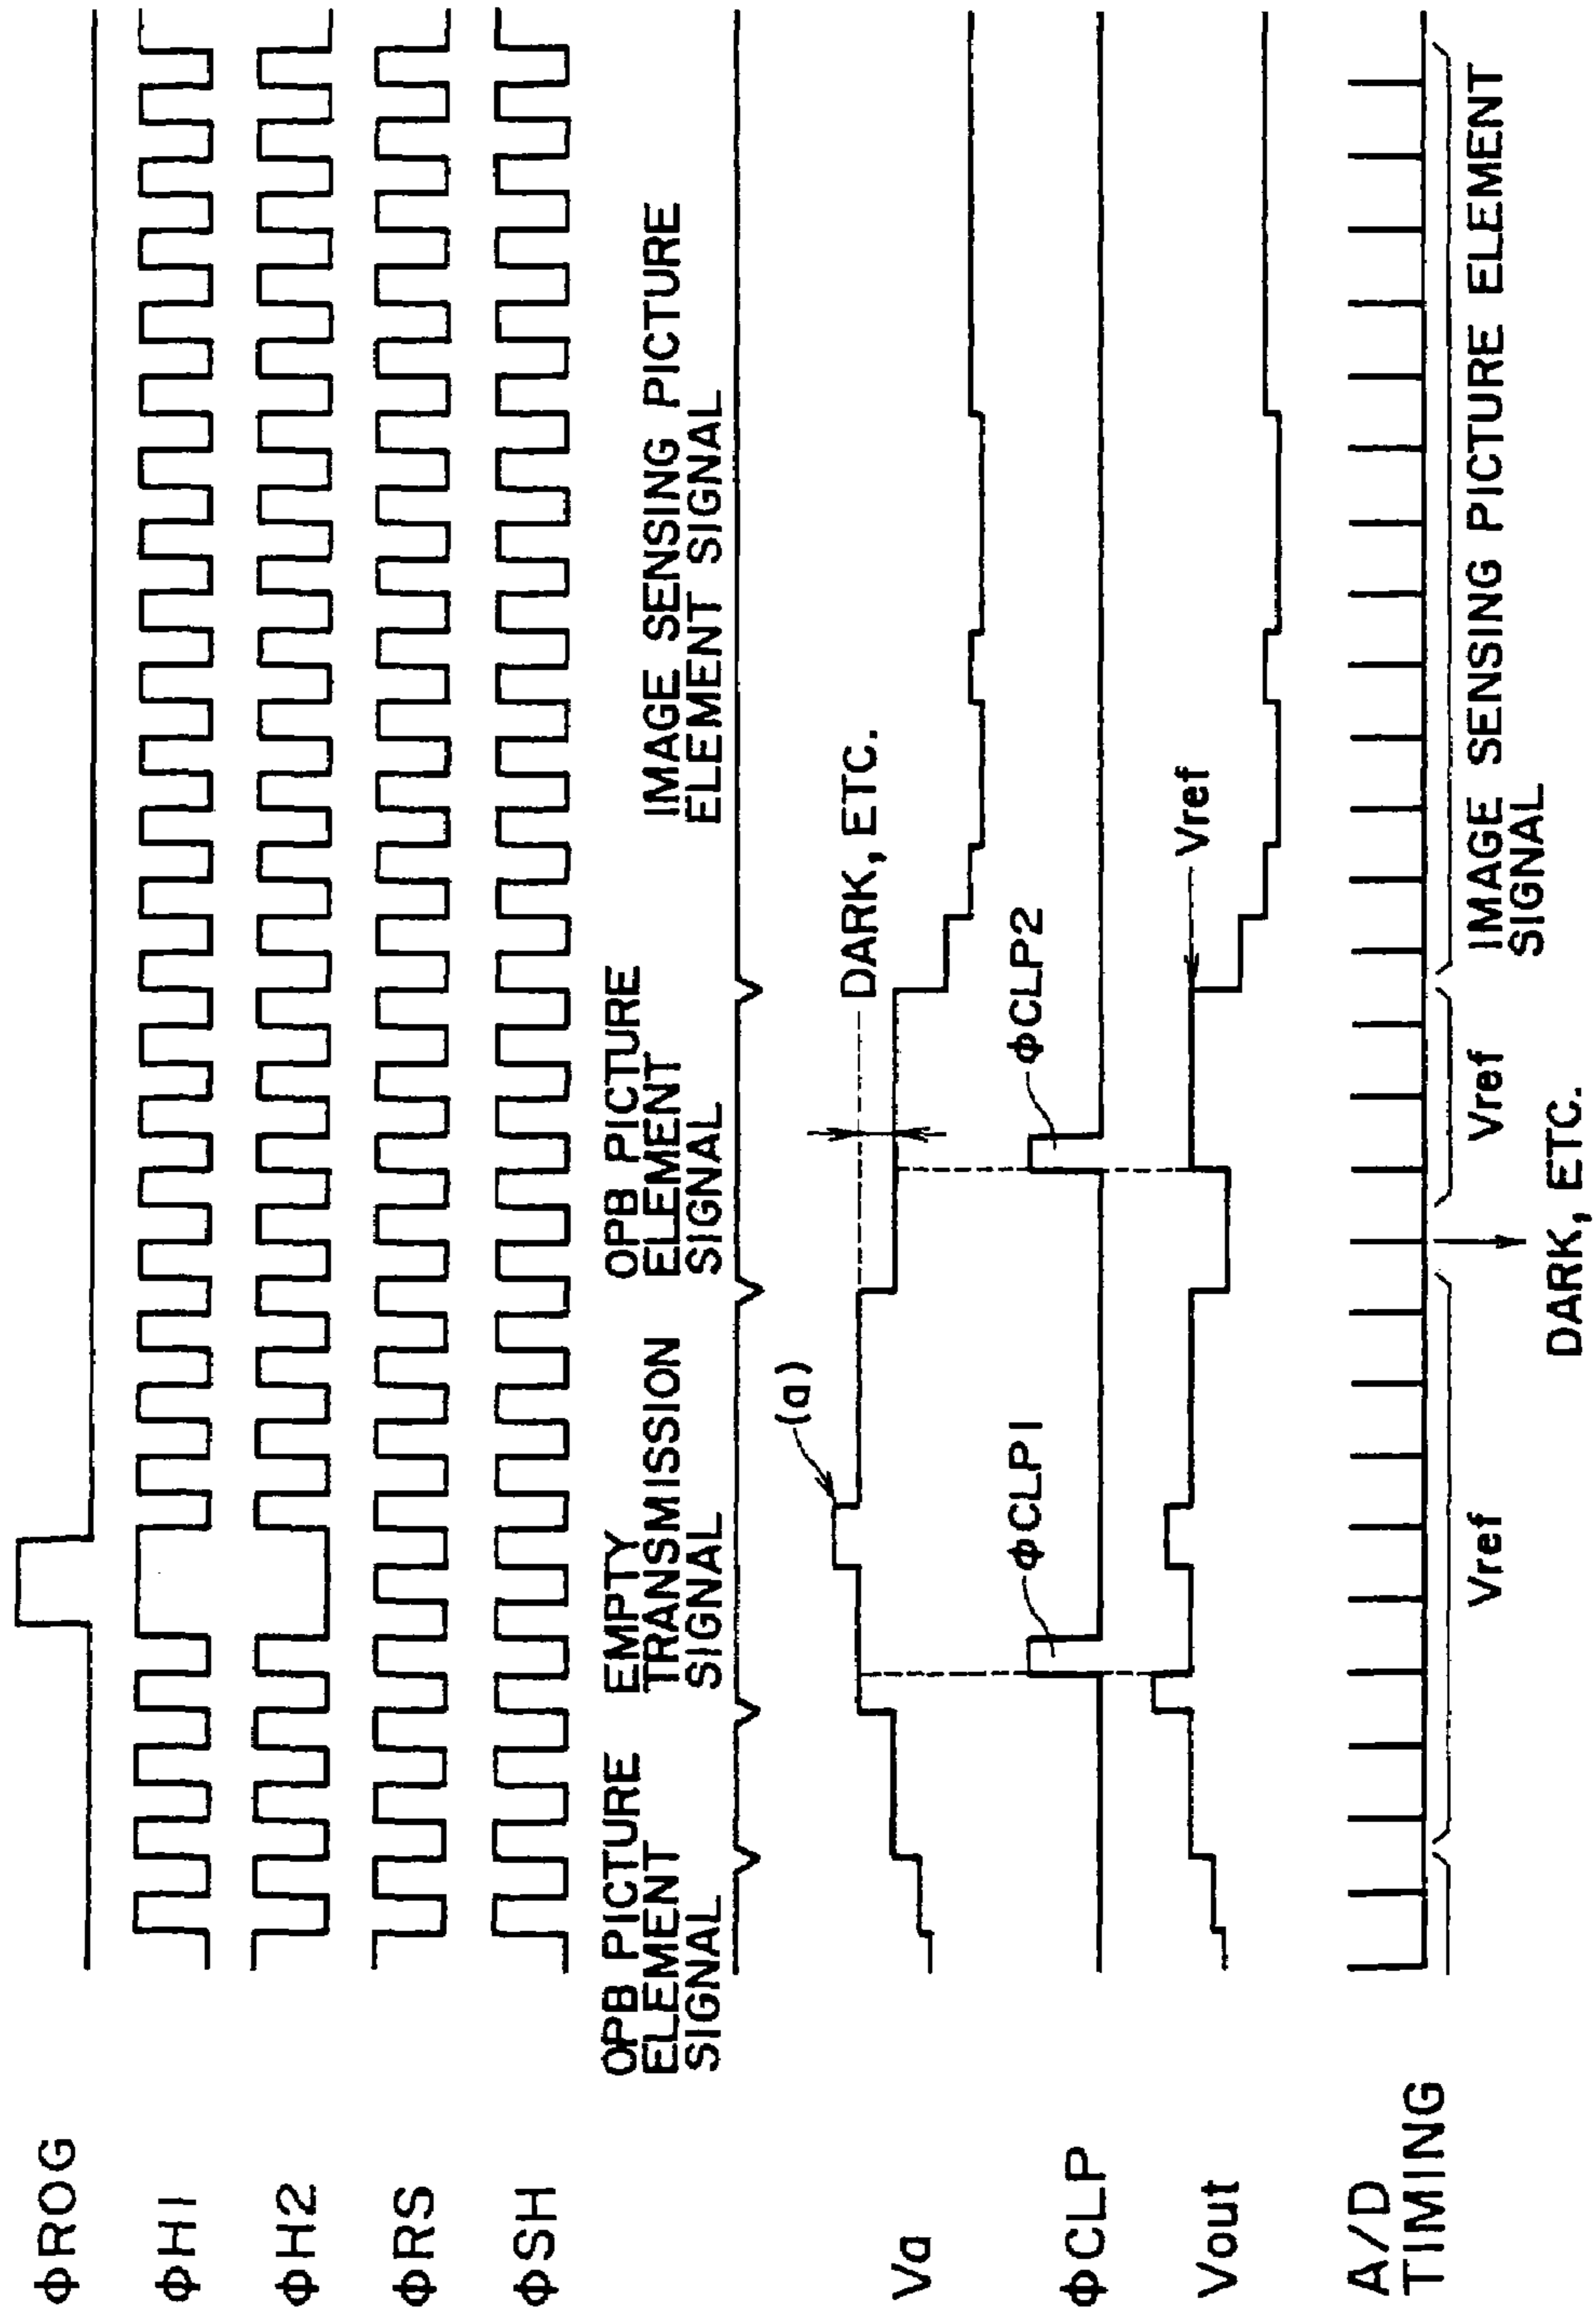 ΦROG
ΦH1
ΦH2
ΦRS
ΦSH
OPB PICTURE
ELEMENT
SIGNAL
EMPTY
TRANSMISSION
SIGNAL
OPB PICTURE
ELEMENT
SIGNAL
IMAGE SENSING PICTURE
ELEMENT SIGNAL
Va
(a)
DARK, ETC.
ΦCLP
ΦCLP1
ΦCLP2
Vout
Vref
A/D
TIMING
Vref
DARK, ETC.
Vref
IMAGE SENSING PICTURE ELEMENT
SIGNAL